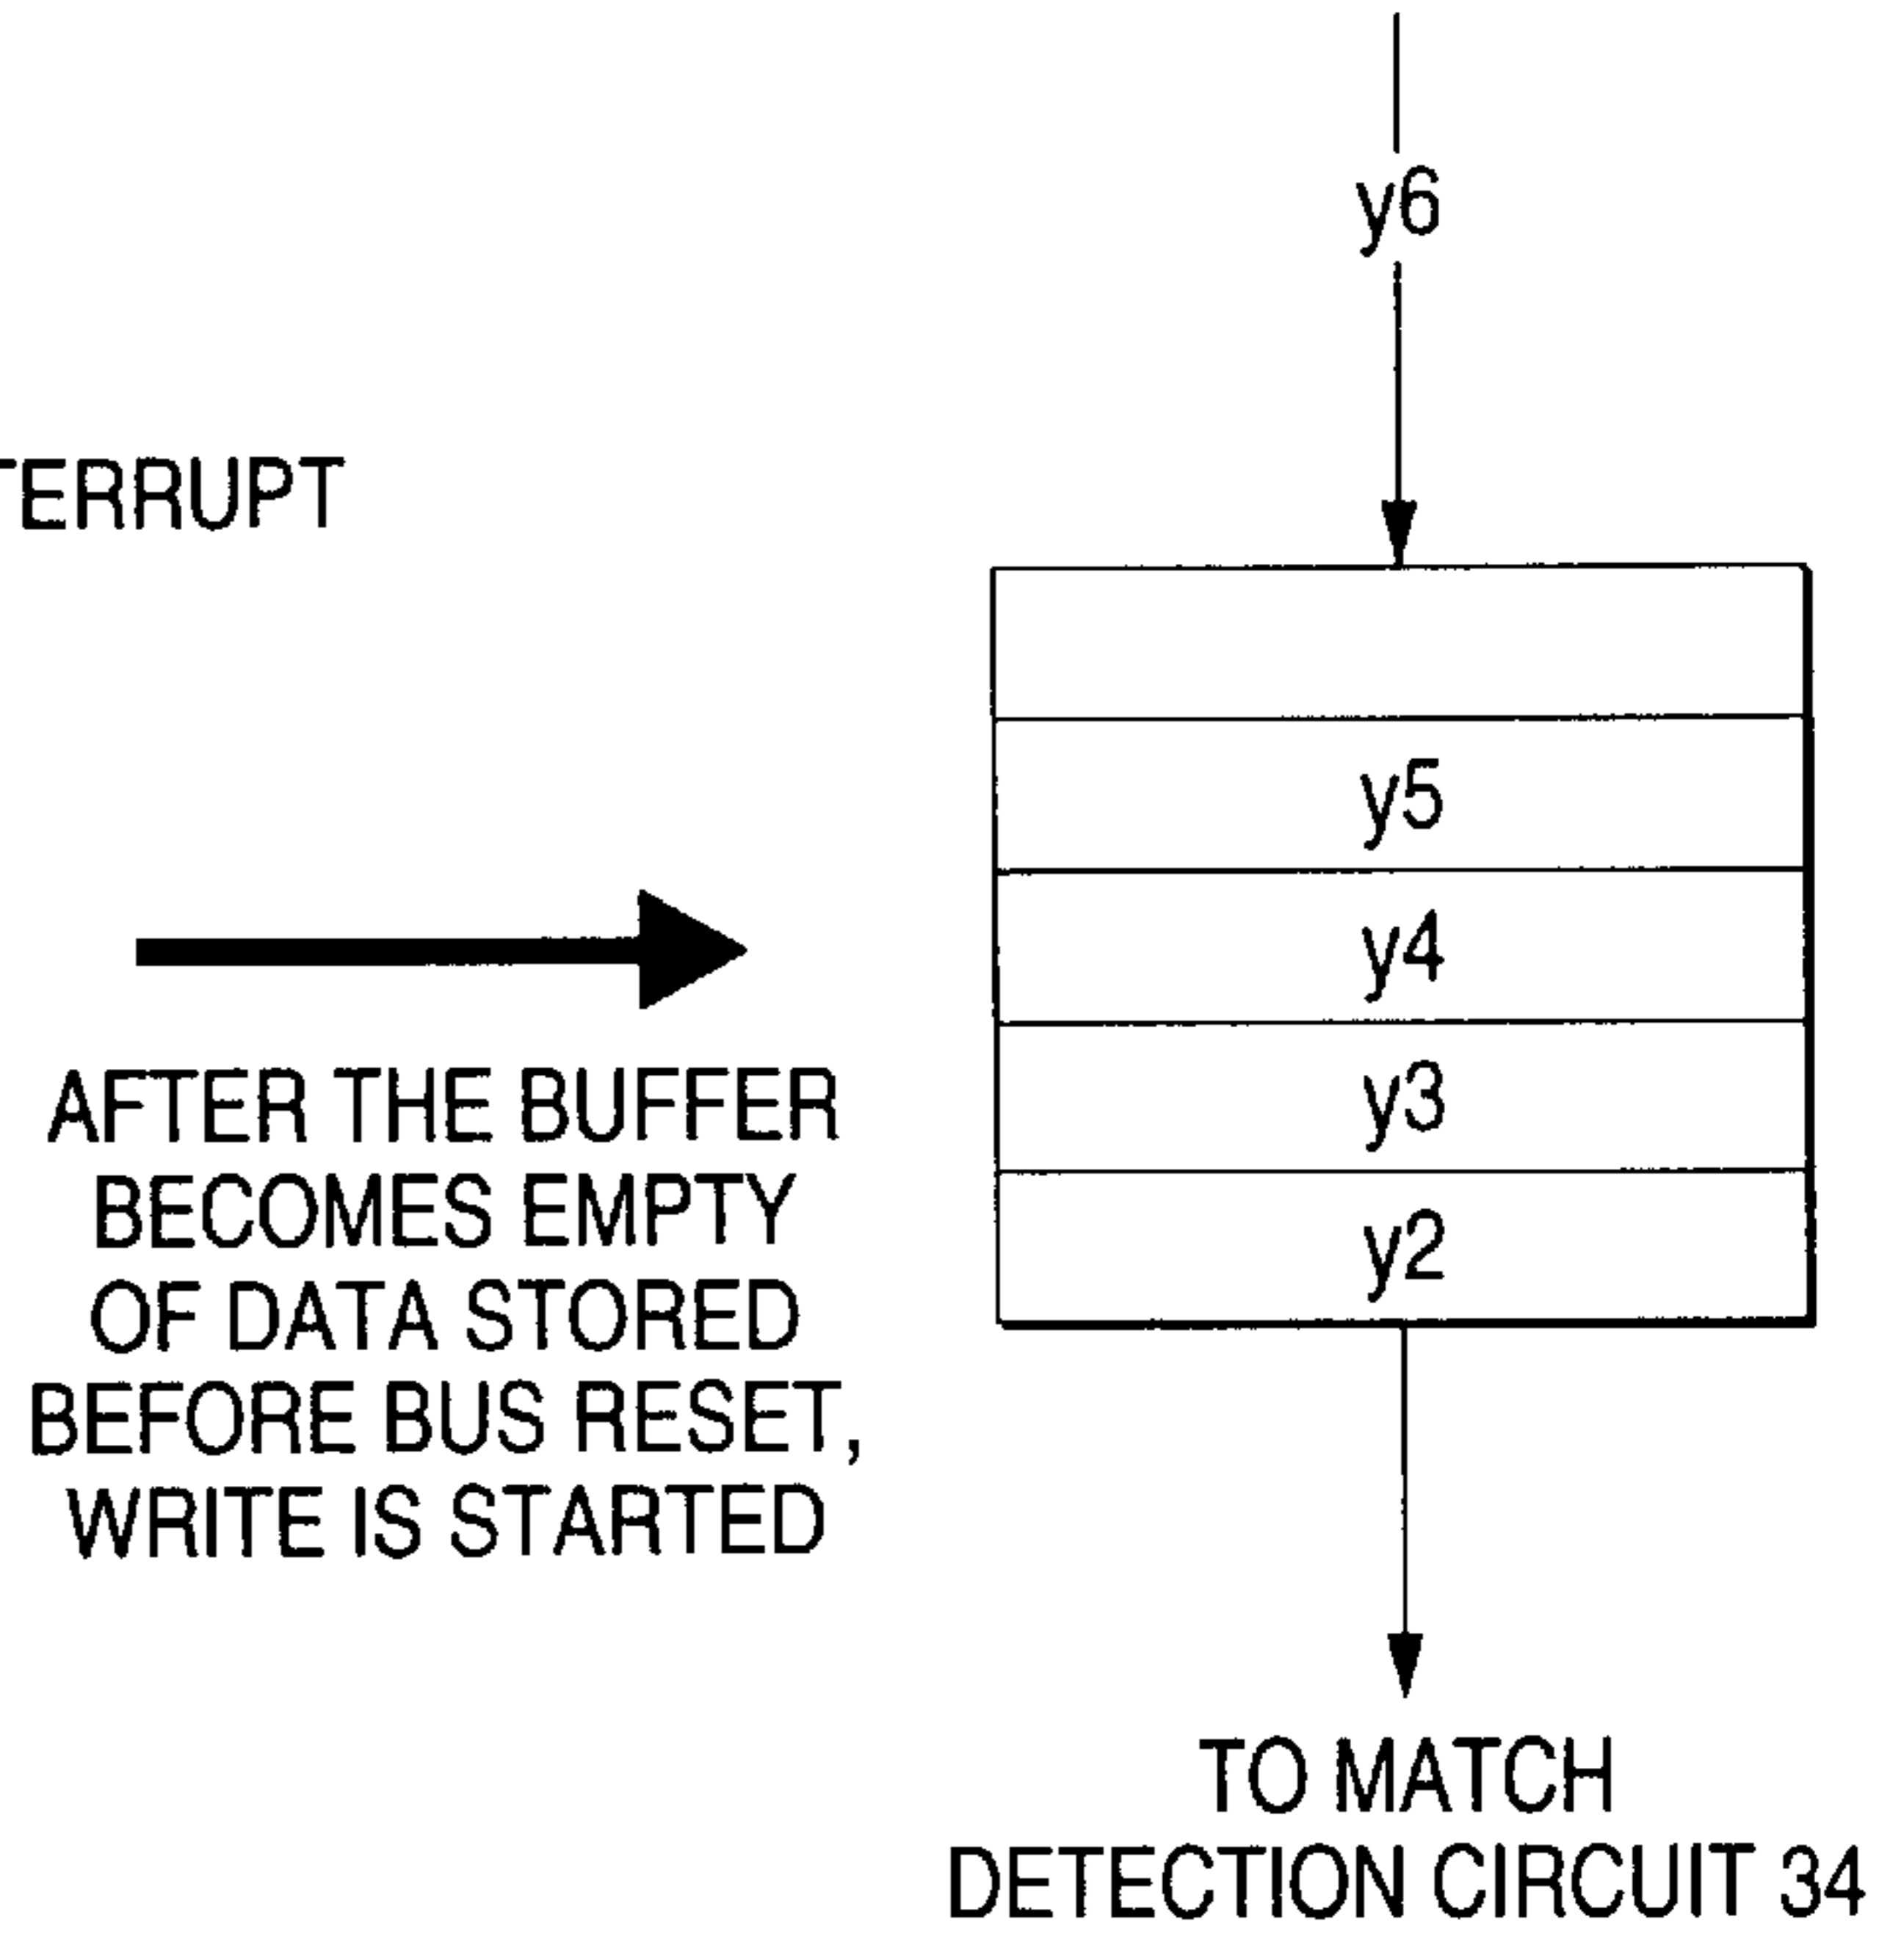 y6
TERRUPT
y5
y4
y3
y2
AFTER THE BUFFER
BECOMES EMPTY
OF DATA STORED
BEFORE BUS RESET,
WRITE IS STARTED
TO MATCH
DETECTION CIRCUIT 34